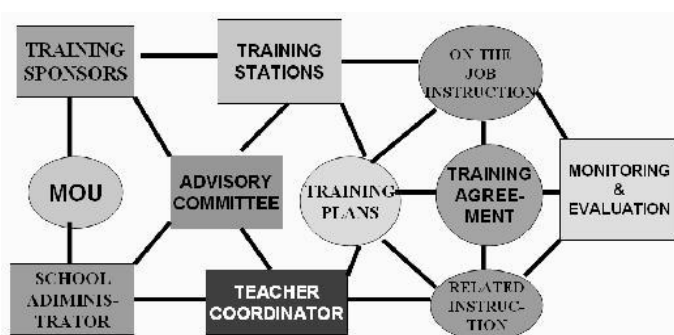 TRAINING
SPONSORS
TRAINING
STATIONS
ON THE
JOB
INSTRUCTION
MOU
ADVISORY
COMMITTEE
TRAINING
PLANS
TRAINING
AGREE-
MENT
MONITORING
&
EVALUATION
SCHOOL
ADIMINIS-
TRATOR
TEACHER
COORDINATOR
RELATED
INSTRUC-
TION